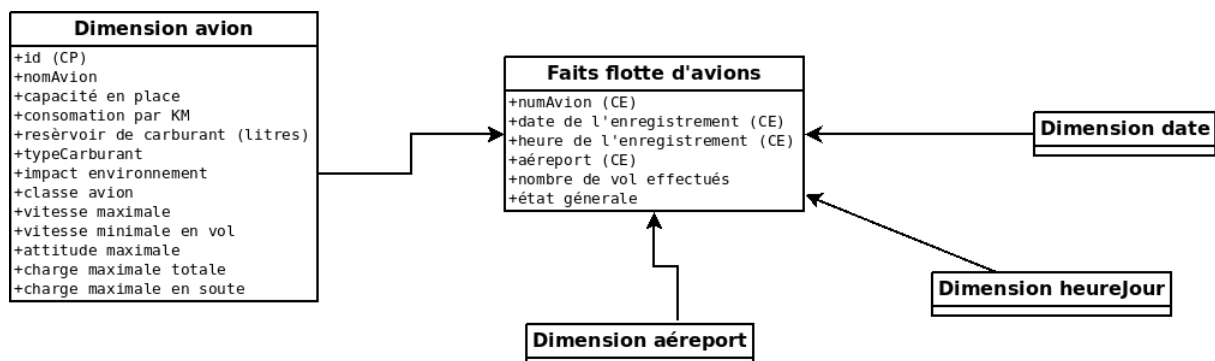 Dimension avion
+id (CP)
+nomAvion
+capacité en place
+consomation par KM
+resèrvoir de carburant (litres)
+typeCarburant
+impact environnement
+classe avion
+vitesse maximale
+vitesse minimale en vol
+attitude maximale
+charge maximale totale
+charge maximale en soute
Faits flotte d'avions
+numAvion (CE)
+date de l'enregistrement (CE)
+heure de l'enregistrement (CE)
+aéreport (CE)
+nombre de vol effectués
+état génerale
Dimension date
Dimension heureJour
Dimension aéreport